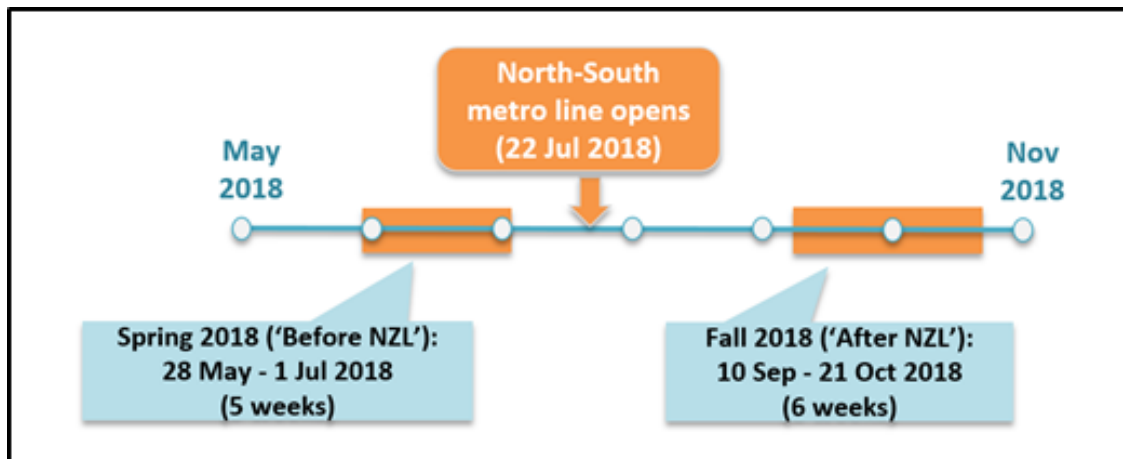 North-South
metro line opens
(22 Jul 2018)
May
2018
Nov
2018
Spring 2018 (‘Before NZL’):
28 May - 1 Jul 2018
(5 weeks)
Fall 2018 (‘After NZL’):
10 Sep - 21 Oct 2018
(6 weeks)